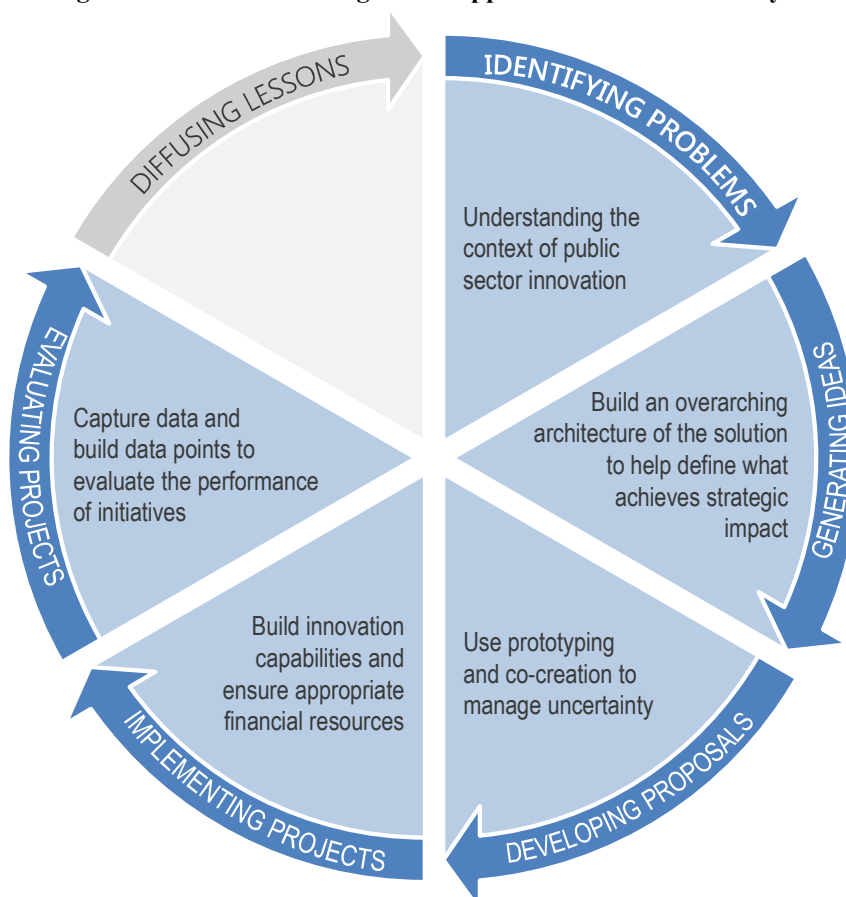 IDENTIFYING PROBLEMS
Understanding the
context of public
sector innovation
GENERATING IDEAS
Build an overarching
architecture of the solution
to help define what
achieves strategic
impact
DEVELOPING PROPOSALS
Use prototyping
and co-creation to
manage uncertainty
IMPLEMENTING PROJECTS
Build innovation
capabilities and
ensure appropriate
financial resources
EVALUATING PROJECTS
Capture data and
build data points to
evaluate the performance
of initiatives
DIFFUSING LESSONS